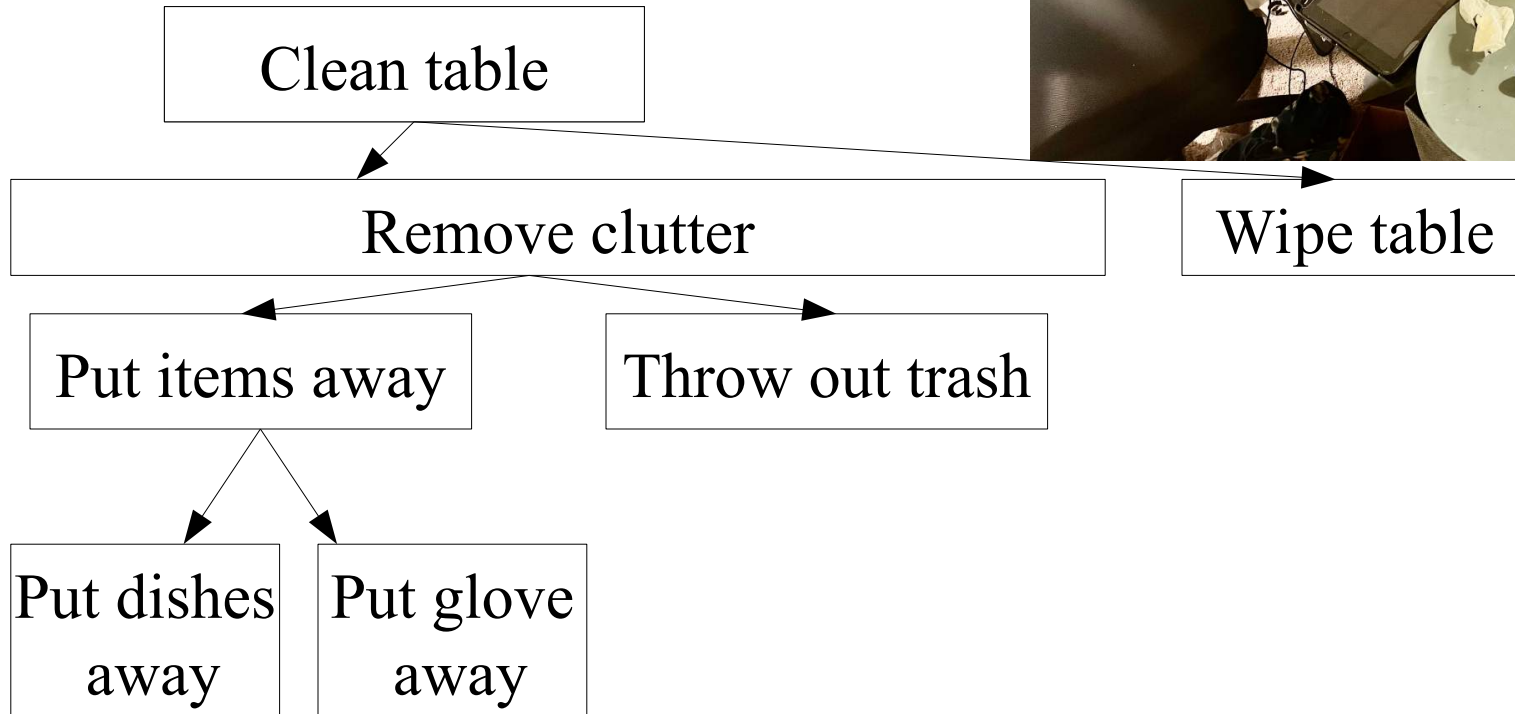 Clean table
Remove clutter
Wipe table
Put items away
Throw out trash
Put dishes
away
Put glove
away